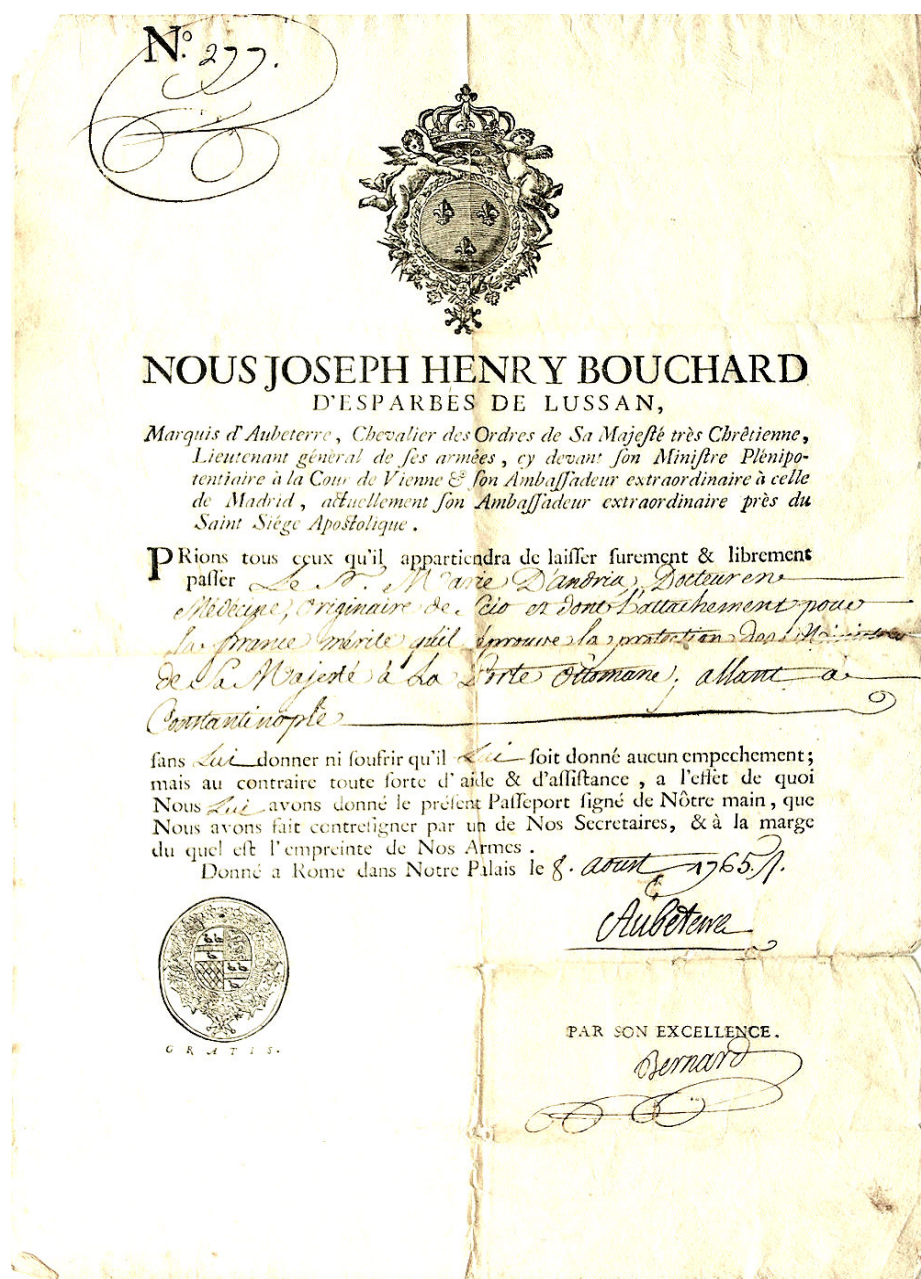 N.º 277.
NOUS JOSEPH HENRY BOUCHARD
D'ESPARBÈS DE LUSSAN,
Marquis d'Aubeterre, Chevalier des Ordres de Sa Majeſté très Chrêtienne,
Lieutenant général de ſes armées, cy devant ſon Miniſtre Plénipo-
tentiaire à la Cour de Vienne & ſon Ambaſſadeur extraordinaire à celle
de Madrid, actuellement ſon Ambaſſadeur extraordinaire près du
Saint Siége Apoſtolique.
PRions tous ceux qu'il appartiendra de laiſſer ſurement & librement
paſſer Le Sr. Marie D'andria, Docteur en
Médecine, originaire de Scio et dont l'attachement pour
la france mérite qu'il éprouve la protection des Ministres
de Sa Majesté à La Porte Ottomane; allant à
Constantinople
ſans Lui donner ni souffrir qu'il Lui ſoit donné aucun empechement;
mais au contraire toute ſorte d'aide & d'aſſiſtance, a l'effet de quoi
Nous Lui avons donné le préſent Paſſeport ſigné de Nôtre main, que
Nous avons fait contreſigner par un de Nos Secretaires, & à la marge
du quel eſt l'empreinte de Nos Armes.
Donné a Rome dans Notre Palais le 8. aoust 1765.
Aubeterre
GRATIS.
PAR SON EXCELLENCE.
Bernard